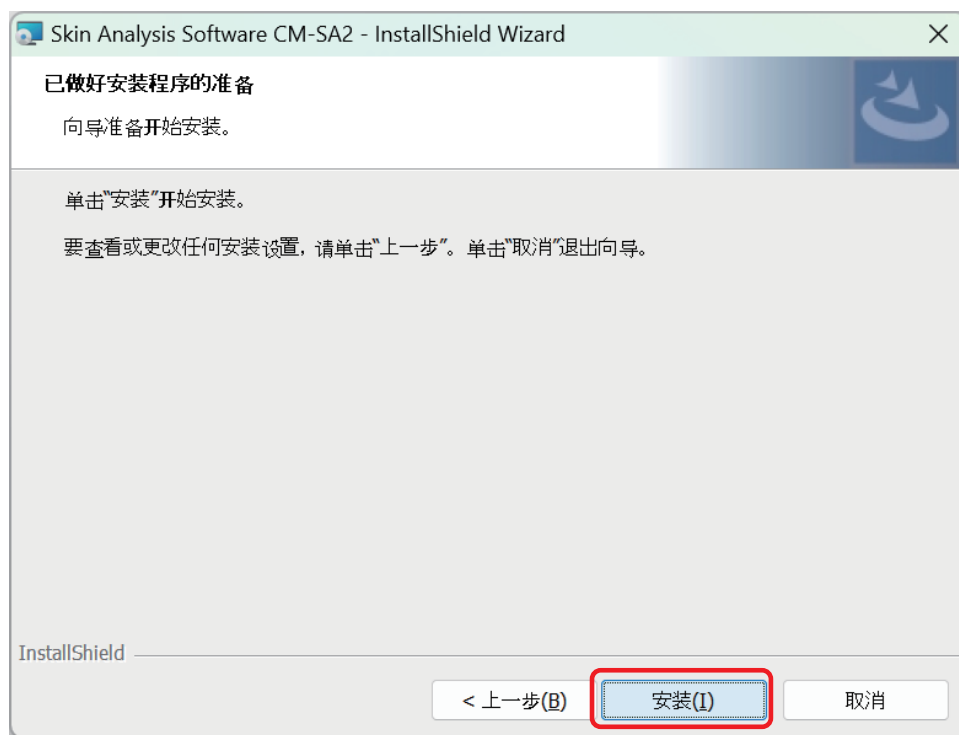 Skin Analysis Software CM-SA2 - InstallShield Wizard
已做好安装程序的准备
向导准备开始安装。
单击“安装”开始安装。
要查看或更改任何安装设置，请单击“上一步”。单击“取消”退出向导。
InstallShield
< 上一步(B) 安装(I) 取消